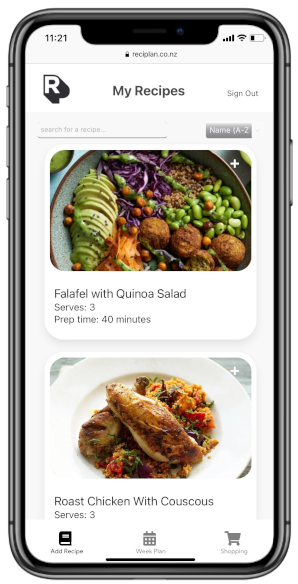 11:21
reciplan.co.nz
R
My Recipes
Sign Out
search for a recipe...
Name (A-Z
Falafel with Quinoa Salad
Serves: 3
Prep time: 40 minutes
Roast Chicken With Couscous
Serves: 3
Add Recipe
Week Plan
Shopping